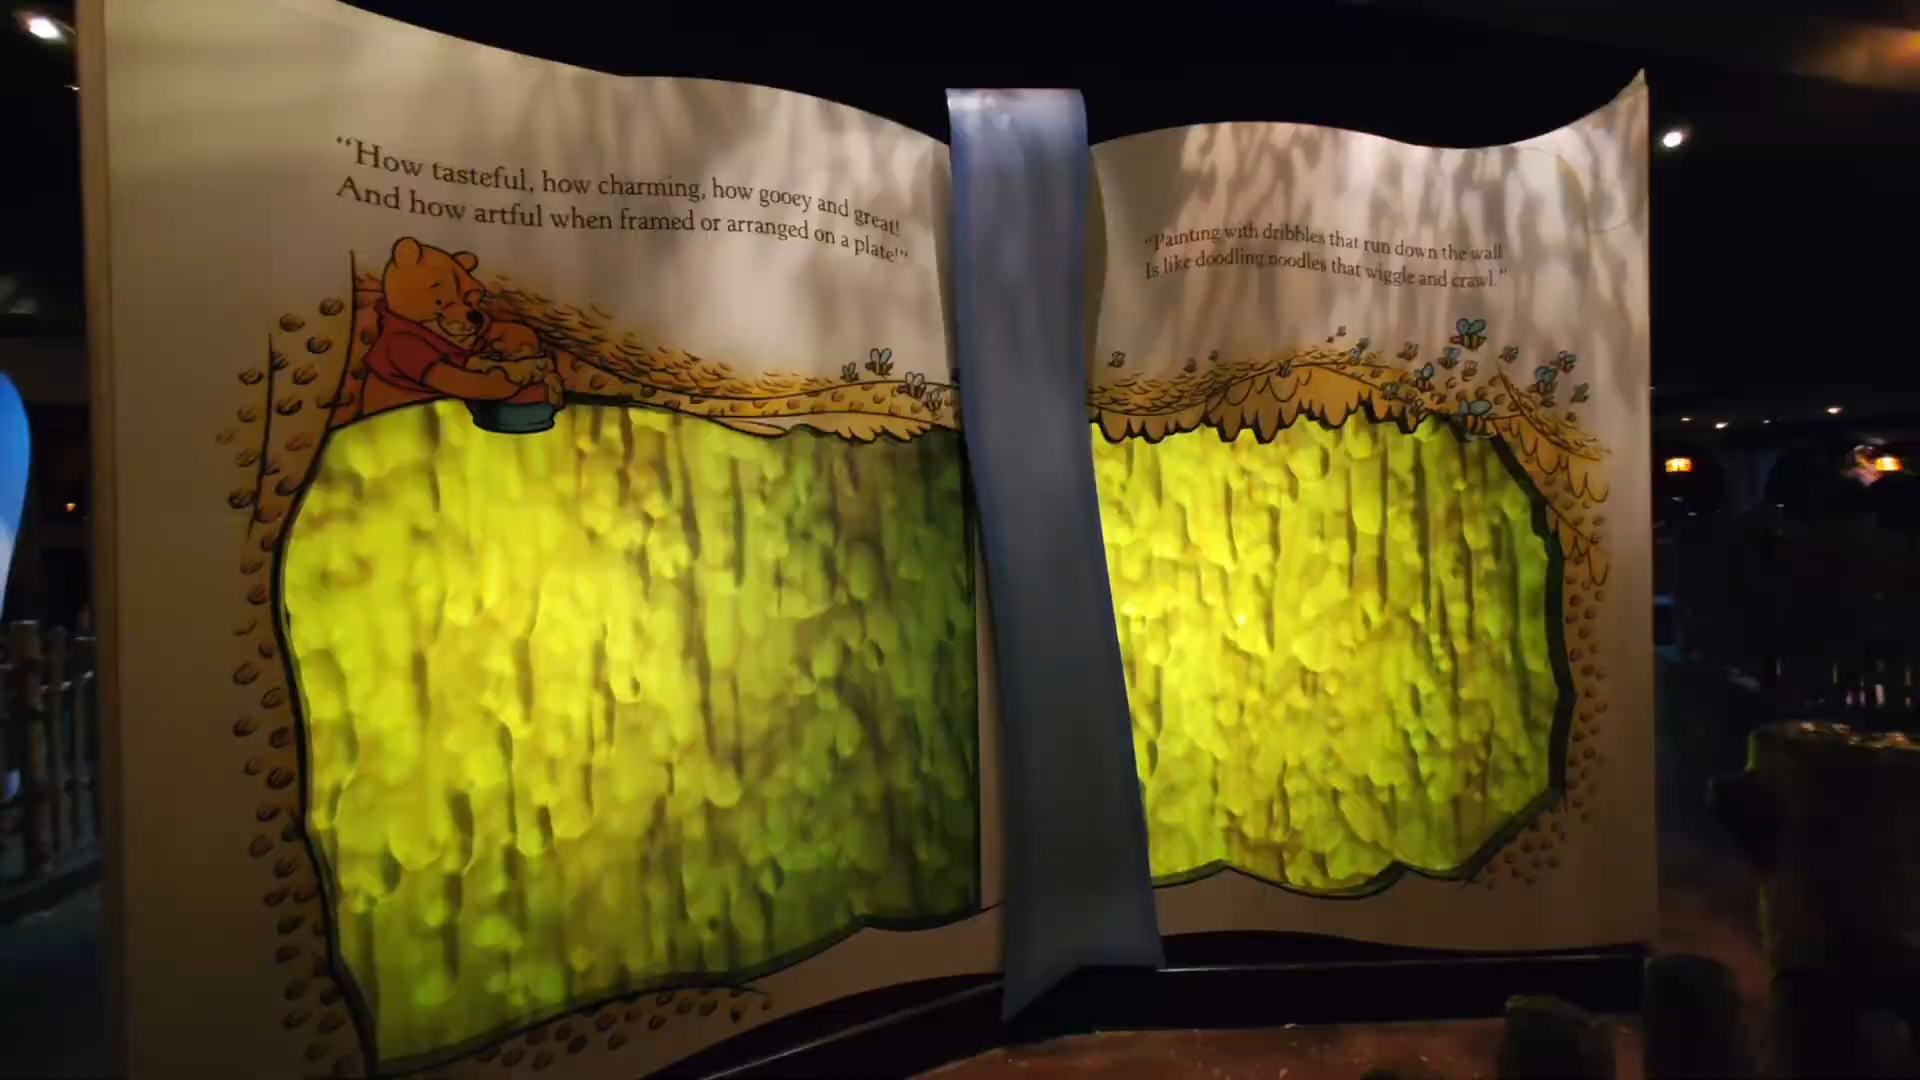 “How tasteful, how charming, how gooey and great!
And how artful when framed or arranged on a plate!”
“Painting with dribbles that run down the wall
Is like doodling noodles that wiggle and crawl.”